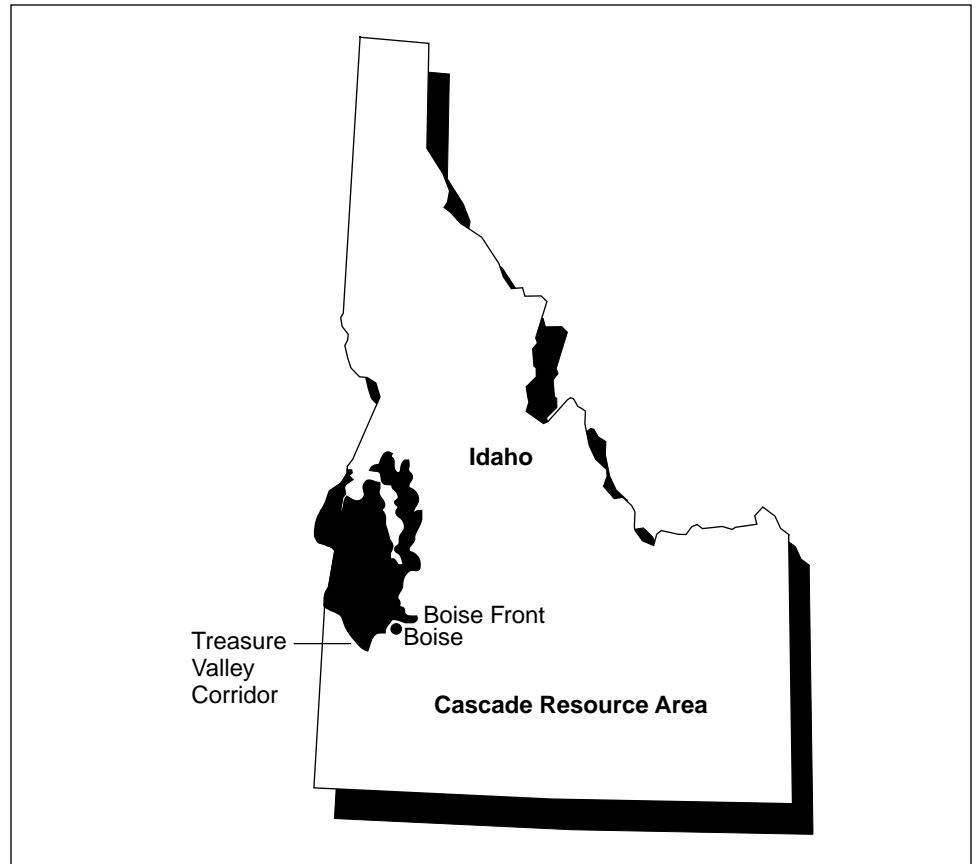 Idaho
Boise Front
Boise
Treasure
Valley
Corridor
Cascade Resource Area